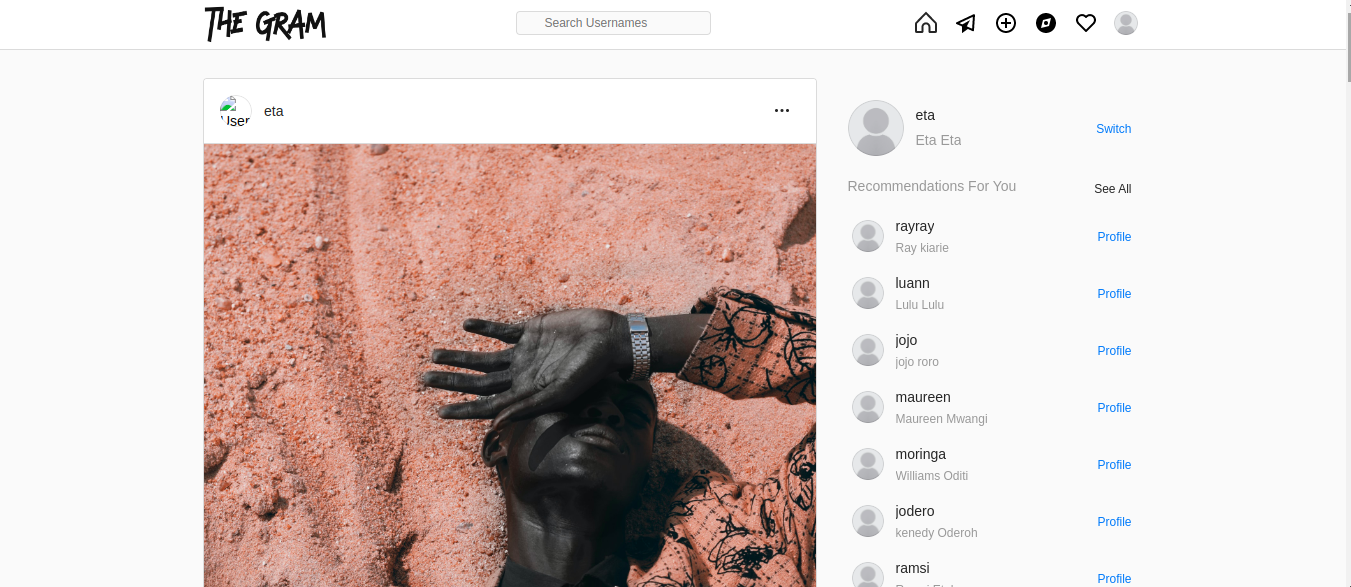 THE GRAM
Search Usernames
User
eta
eta
Eta Eta
Switch
Recommendations For You
See All
rayray
Ray kiarie
Profile
luann
Lulu Lulu
Profile
jojo
jojo roro
Profile
maureen
Maureen Mwangi
Profile
moringa
Williams Oditi
Profile
jodero
kenedy Oderoh
Profile
ramsi
Profile